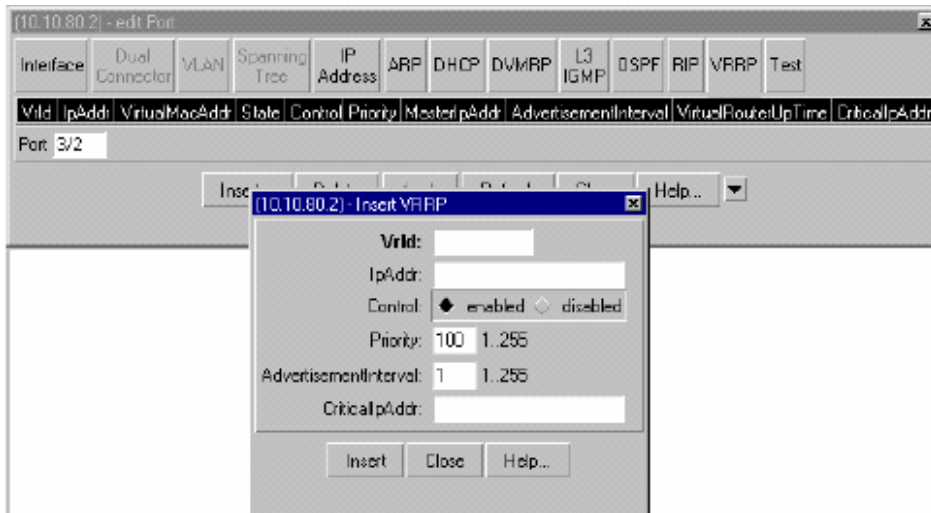 (10.10.80.2) - edit Port
Interface Dual Connector VLAN Spanning Tree IP Address ARP DHCP DVMRP L3 IGMP OSPF RIP VRRP Test
VrId IpAddr VirtualMacAddr State Control Priority MasterIpAddr AdvertisementInterval VirtualRouterUpTime CriticalIpAddr
Port 3/2
Help...
(10.10.80.2) - Insert VRRP
VrId:
IpAddr:
Control: enabled disabled
Priority: 100 1..255
AdvertisementInterval: 1 1..255
CriticalIpAddr:
Insert Close Help...